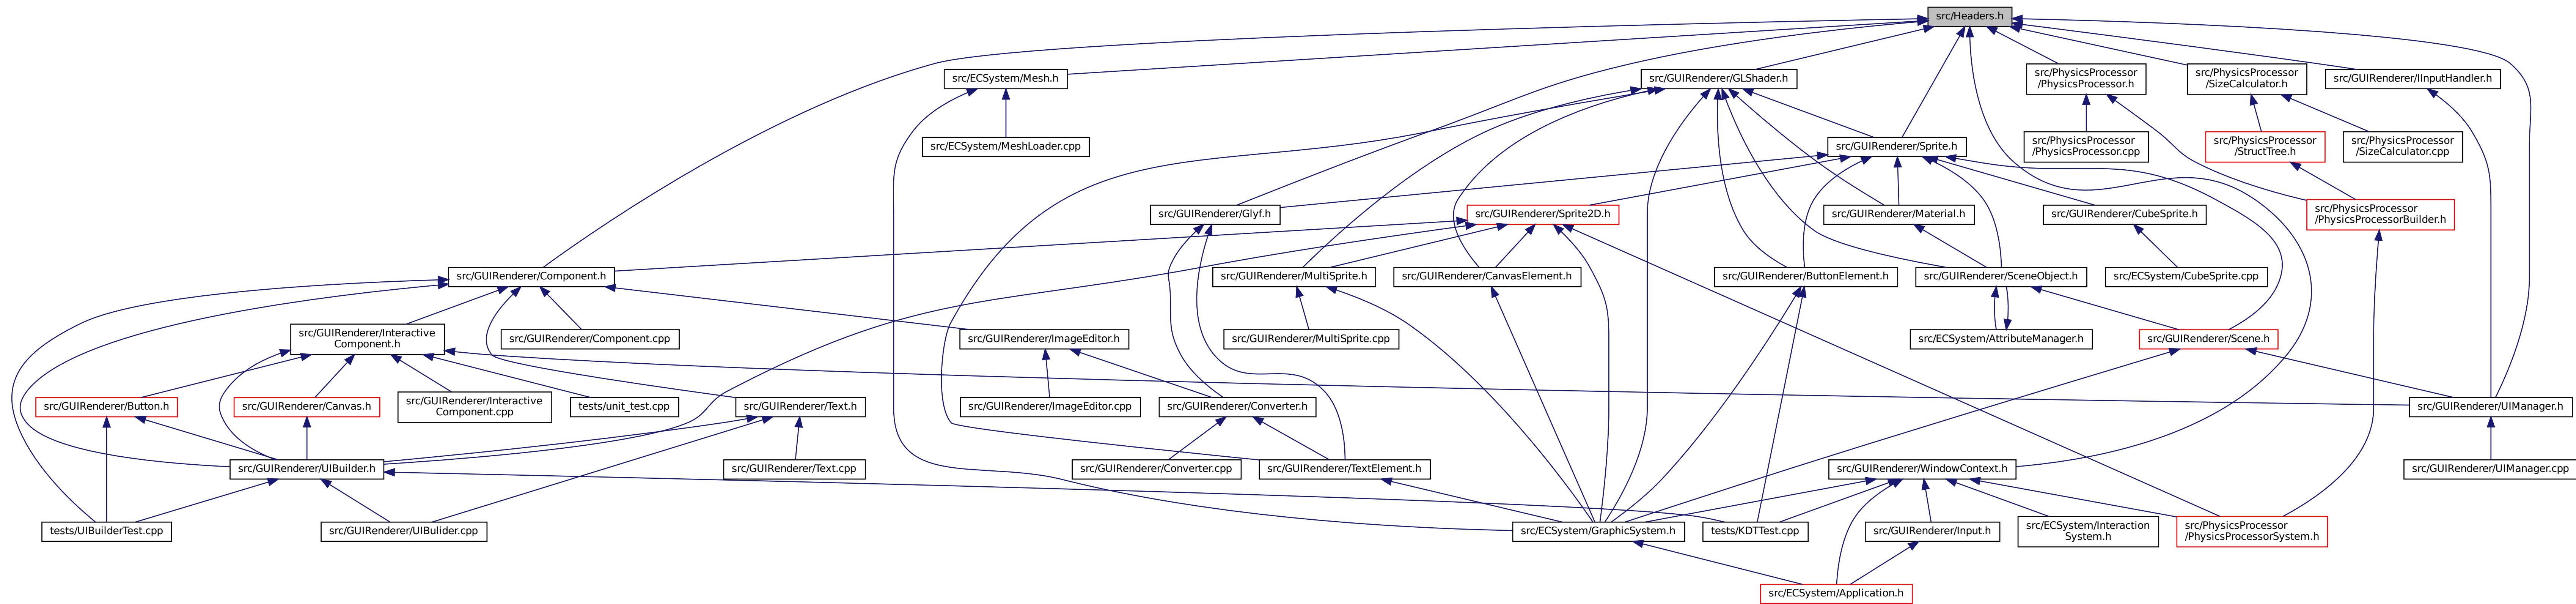 src/Headers.h
src/ECSystem/Mesh.h
src/GUIRenderer/GLShader.h
src/PhysicsProcessor
/PhysicsProcessor.h
src/PhysicsProcessor
/SizeCalculator.h
src/GUIRenderer/IInputHandler.h
src/ECSystem/MeshLoader.cpp
src/GUIRenderer/Sprite.h
src/PhysicsProcessor
/PhysicsProcessor.cpp
src/PhysicsProcessor
/StructTree.h
src/PhysicsProcessor
/SizeCalculator.cpp
src/GUIRenderer/Glyf.h
src/GUIRenderer/Sprite2D.h
src/GUIRenderer/Material.h
src/GUIRenderer/CubeSprite.h
src/PhysicsProcessor
/PhysicsProcessorBuilder.h
src/GUIRenderer/Component.h
src/GUIRenderer/MultiSprite.h
src/GUIRenderer/CanvasElement.h
src/GUIRenderer/ButtonElement.h
src/GUIRenderer/SceneObject.h
src/ECSystem/CubeSprite.cpp
src/GUIRenderer/Interactive
Component.h
src/GUIRenderer/Component.cpp
src/GUIRenderer/ImageEditor.h
src/GUIRenderer/MultiSprite.cpp
src/ECSystem/AttributeManager.h
src/GUIRenderer/Scene.h
src/GUIRenderer/Button.h
src/GUIRenderer/Canvas.h
src/GUIRenderer/Interactive
Component.cpp
tests/unit_test.cpp
src/GUIRenderer/Text.h
src/GUIRenderer/ImageEditor.cpp
src/GUIRenderer/Converter.h
src/GUIRenderer/UIManager.h
src/GUIRenderer/UIBuilder.h
src/GUIRenderer/Text.cpp
src/GUIRenderer/Converter.cpp
src/GUIRenderer/TextElement.h
src/GUIRenderer/WindowContext.h
src/GUIRenderer/UIManager.cpp
tests/UIBuilderTest.cpp
src/GUIRenderer/UIBulider.cpp
src/ECSystem/GraphicSystem.h
tests/KDTTest.cpp
src/GUIRenderer/Input.h
src/ECSystem/Interaction
System.h
src/PhysicsProcessor
/PhysicsProcessorSystem.h
src/ECSystem/Application.h